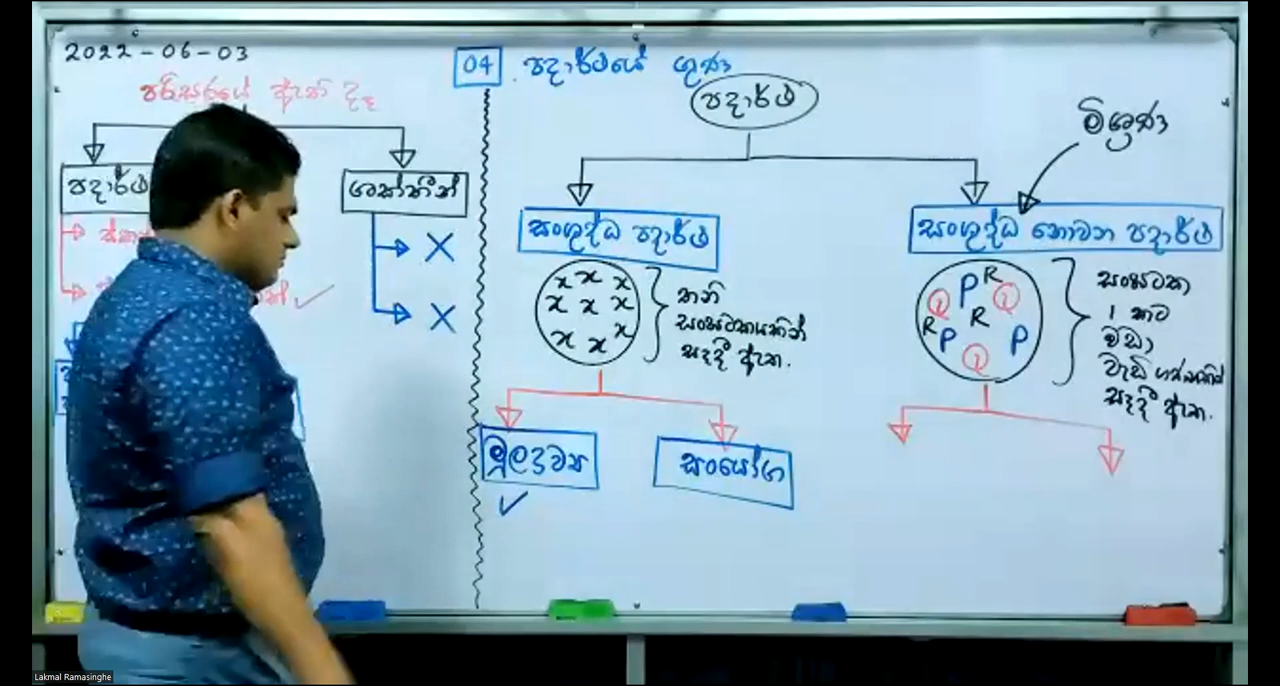 2022-06-03
පරිසරයේ ඇති දෑ
පදාර්ථ
ශක්තීන්
X
X
04
පදාර්ථයේ ගුණ
පදාර්ථ
මිශ්‍රණ
සංශුද්ධ පදාර්ථ
සංශුද්ධ නොවන පදාර්ථ
x x x
x x x
x x x
තනි
සංඝටකයකින්
සෑදී ඇත.
P R
Q Q
R R
P P
Q
සංඝටක
1 කට
වඩා
සෑදී ඇත.
මූලද්‍රව්‍ය
සංයෝග
Lakmal Ramasinghe